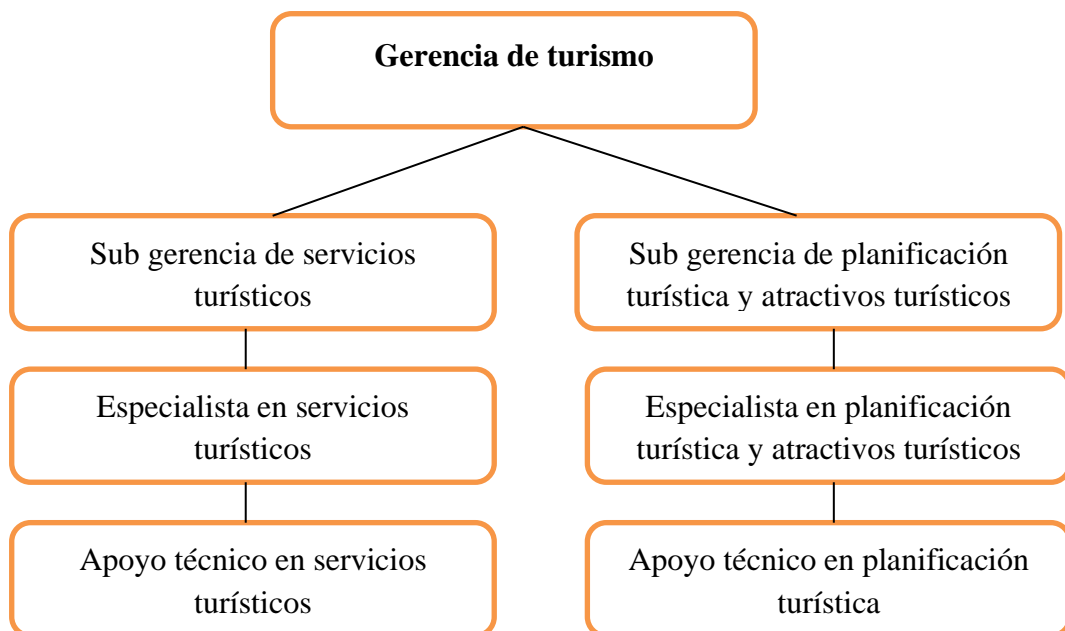 Gerencia de turismo
Sub gerencia de servicios
turísticos
Sub gerencia de planificación
turística y atractivos turísticos
Especialista en servicios
turísticos
Especialista en planificación
turística y atractivos turísticos
Apoyo técnico en servicios
turísticos
Apoyo técnico en planificación
turística